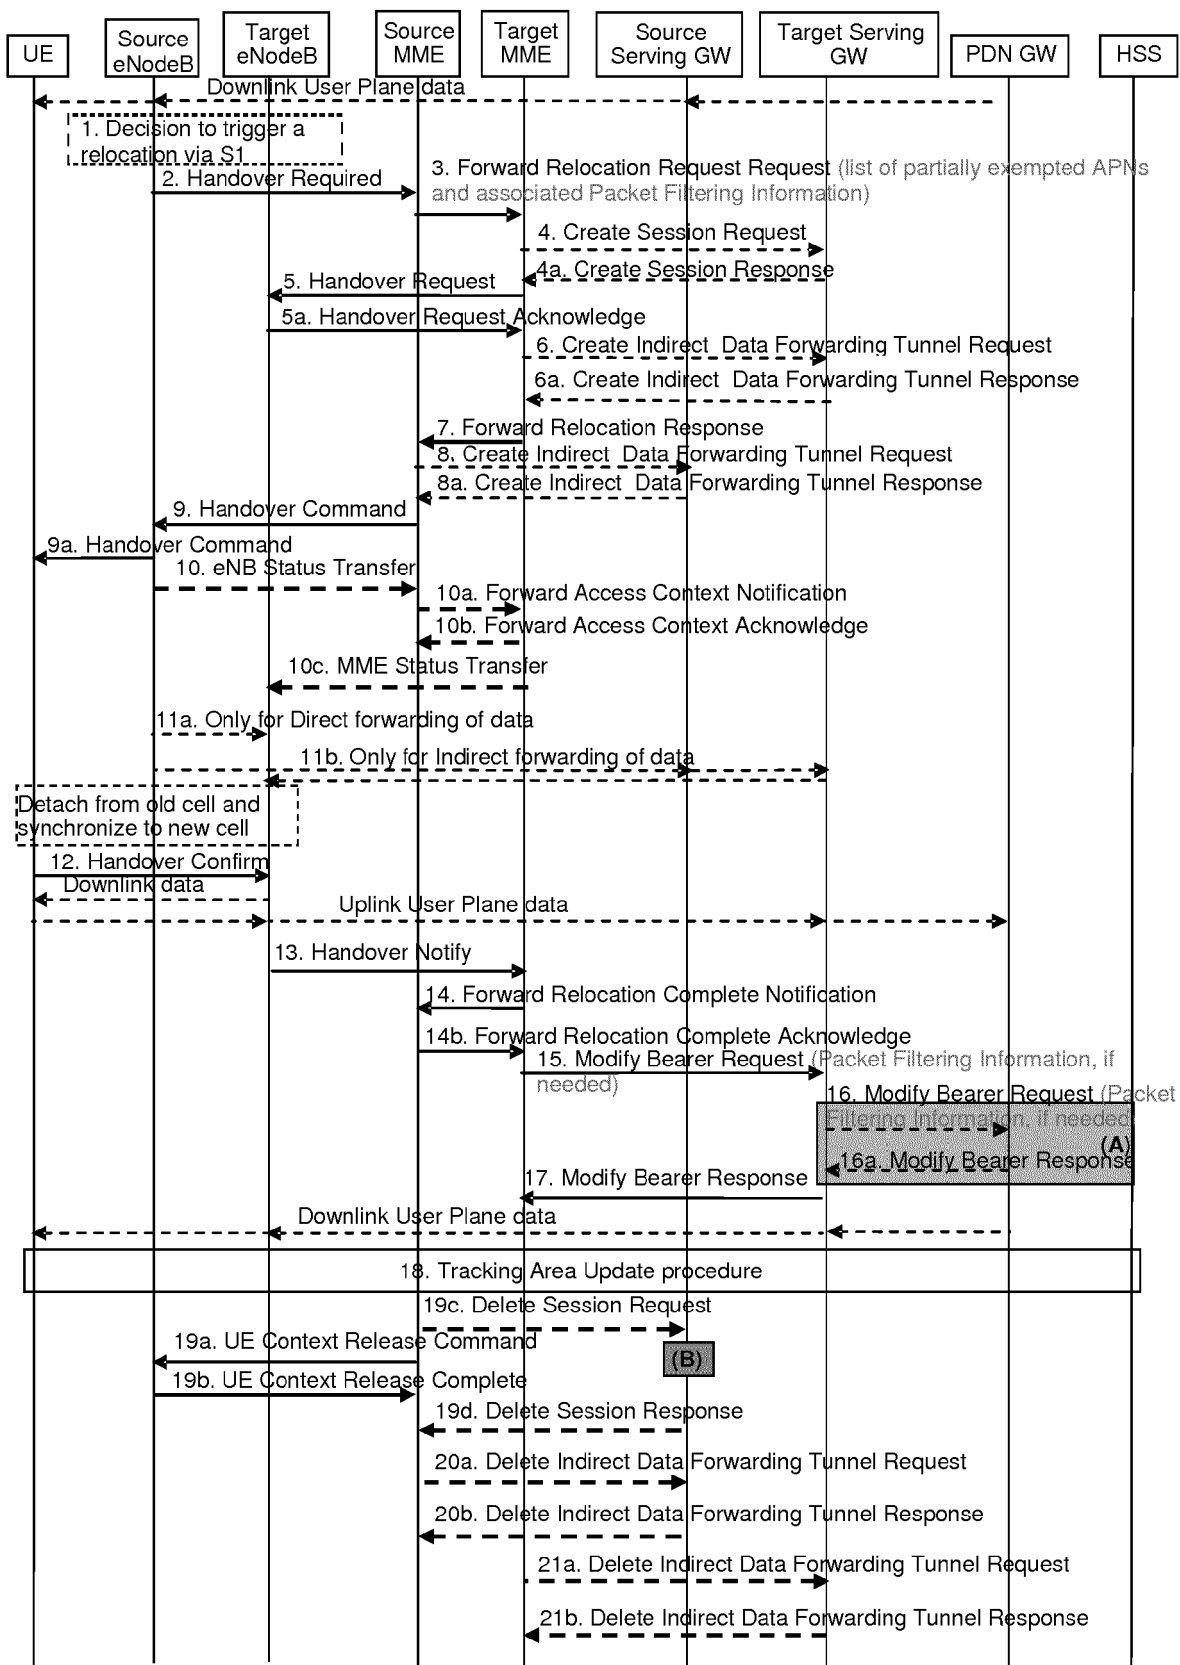 UE
Source
eNodeB
Target
eNodeB
Source
MME
Target
MME
Source
Serving GW
Target Serving
GW
PDN GW
HSS
Downlink User Plane data
1. Decision to trigger a
relocation via S1
2. Handover Required
3. Forward Relocation Request Request (list of partially exempted APNs
and associated Packet Filtering Information)
4. Create Session Request
4a. Create Session Response
5. Handover Request
5a. Handover Request Acknowledge
6. Create Indirect Data Forwarding Tunnel Request
6a. Create Indirect Data Forwarding Tunnel Response
7. Forward Relocation Response
8. Create Indirect Data Forwarding Tunnel Request
8a. Create Indirect Data Forwarding Tunnel Response
9. Handover Command
9a. Handover Command
10. eNB Status Transfer
10a. Forward Access Context Notification
10b. Forward Access Context Acknowledge
10c. MME Status Transfer
11a. Only for Direct forwarding of data
11b. Only for Indirect forwarding of data
Detach from old cell and
synchronize to new cell
12. Handover Confirm
Downlink data
Uplink User Plane data
13. Handover Notify
14. Forward Relocation Complete Notification
14b. Forward Relocation Complete Acknowledge
15. Modify Bearer Request (Packet Filtering Information, if
needed)
16. Modify Bearer Request (Packet
Filtering Information, if needed)
(A)
16a. Modify Bearer Response
17. Modify Bearer Response
Downlink User Plane data
18. Tracking Area Update procedure
19c. Delete Session Request
19a. UE Context Release Command
(B)
19b. UE Context Release Complete
19d. Delete Session Response
20a. Delete Indirect Data Forwarding Tunnel Request
20b. Delete Indirect Data Forwarding Tunnel Response
21a. Delete Indirect Data Forwarding Tunnel Request
21b. Delete Indirect Data Forwarding Tunnel Response